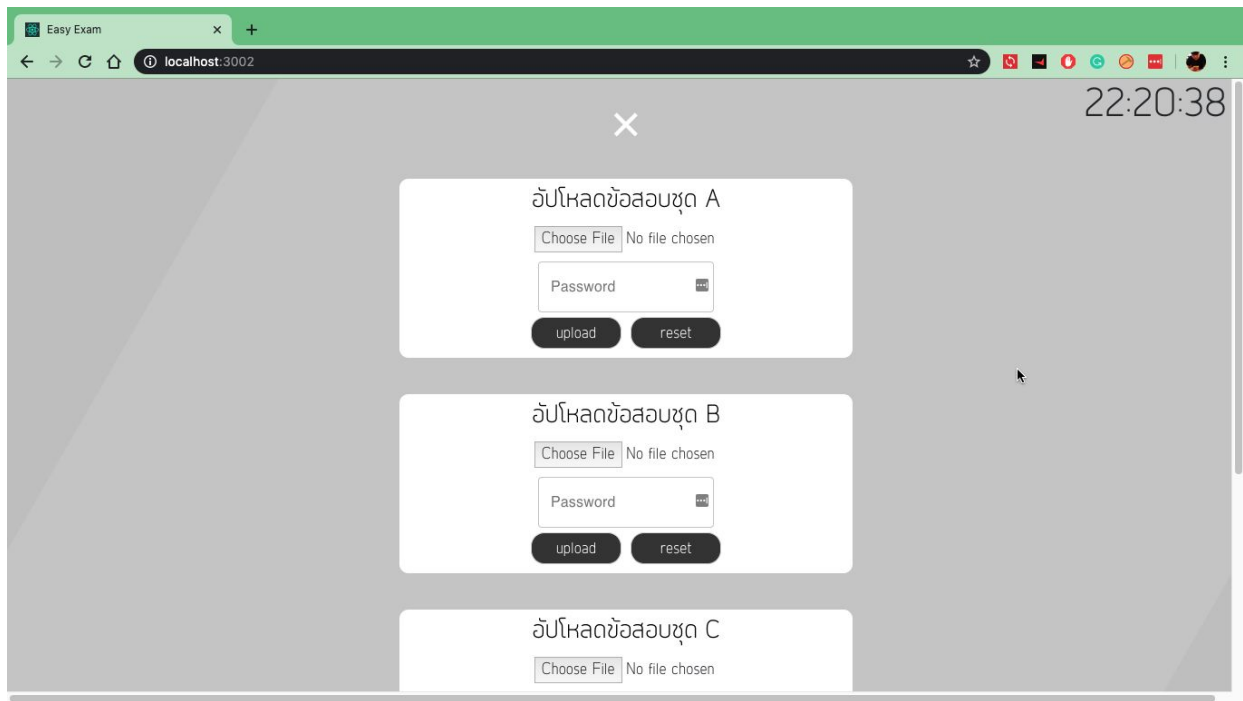 Easy Exam
localhost:3002
22:20:38
อัปโหลดข้อสอบชุด A
Choose File No file chosen
Password
upload reset
อัปโหลดข้อสอบชุด B
Choose File No file chosen
Password
upload reset
อัปโหลดข้อสอบชุด C
Choose File No file chosen